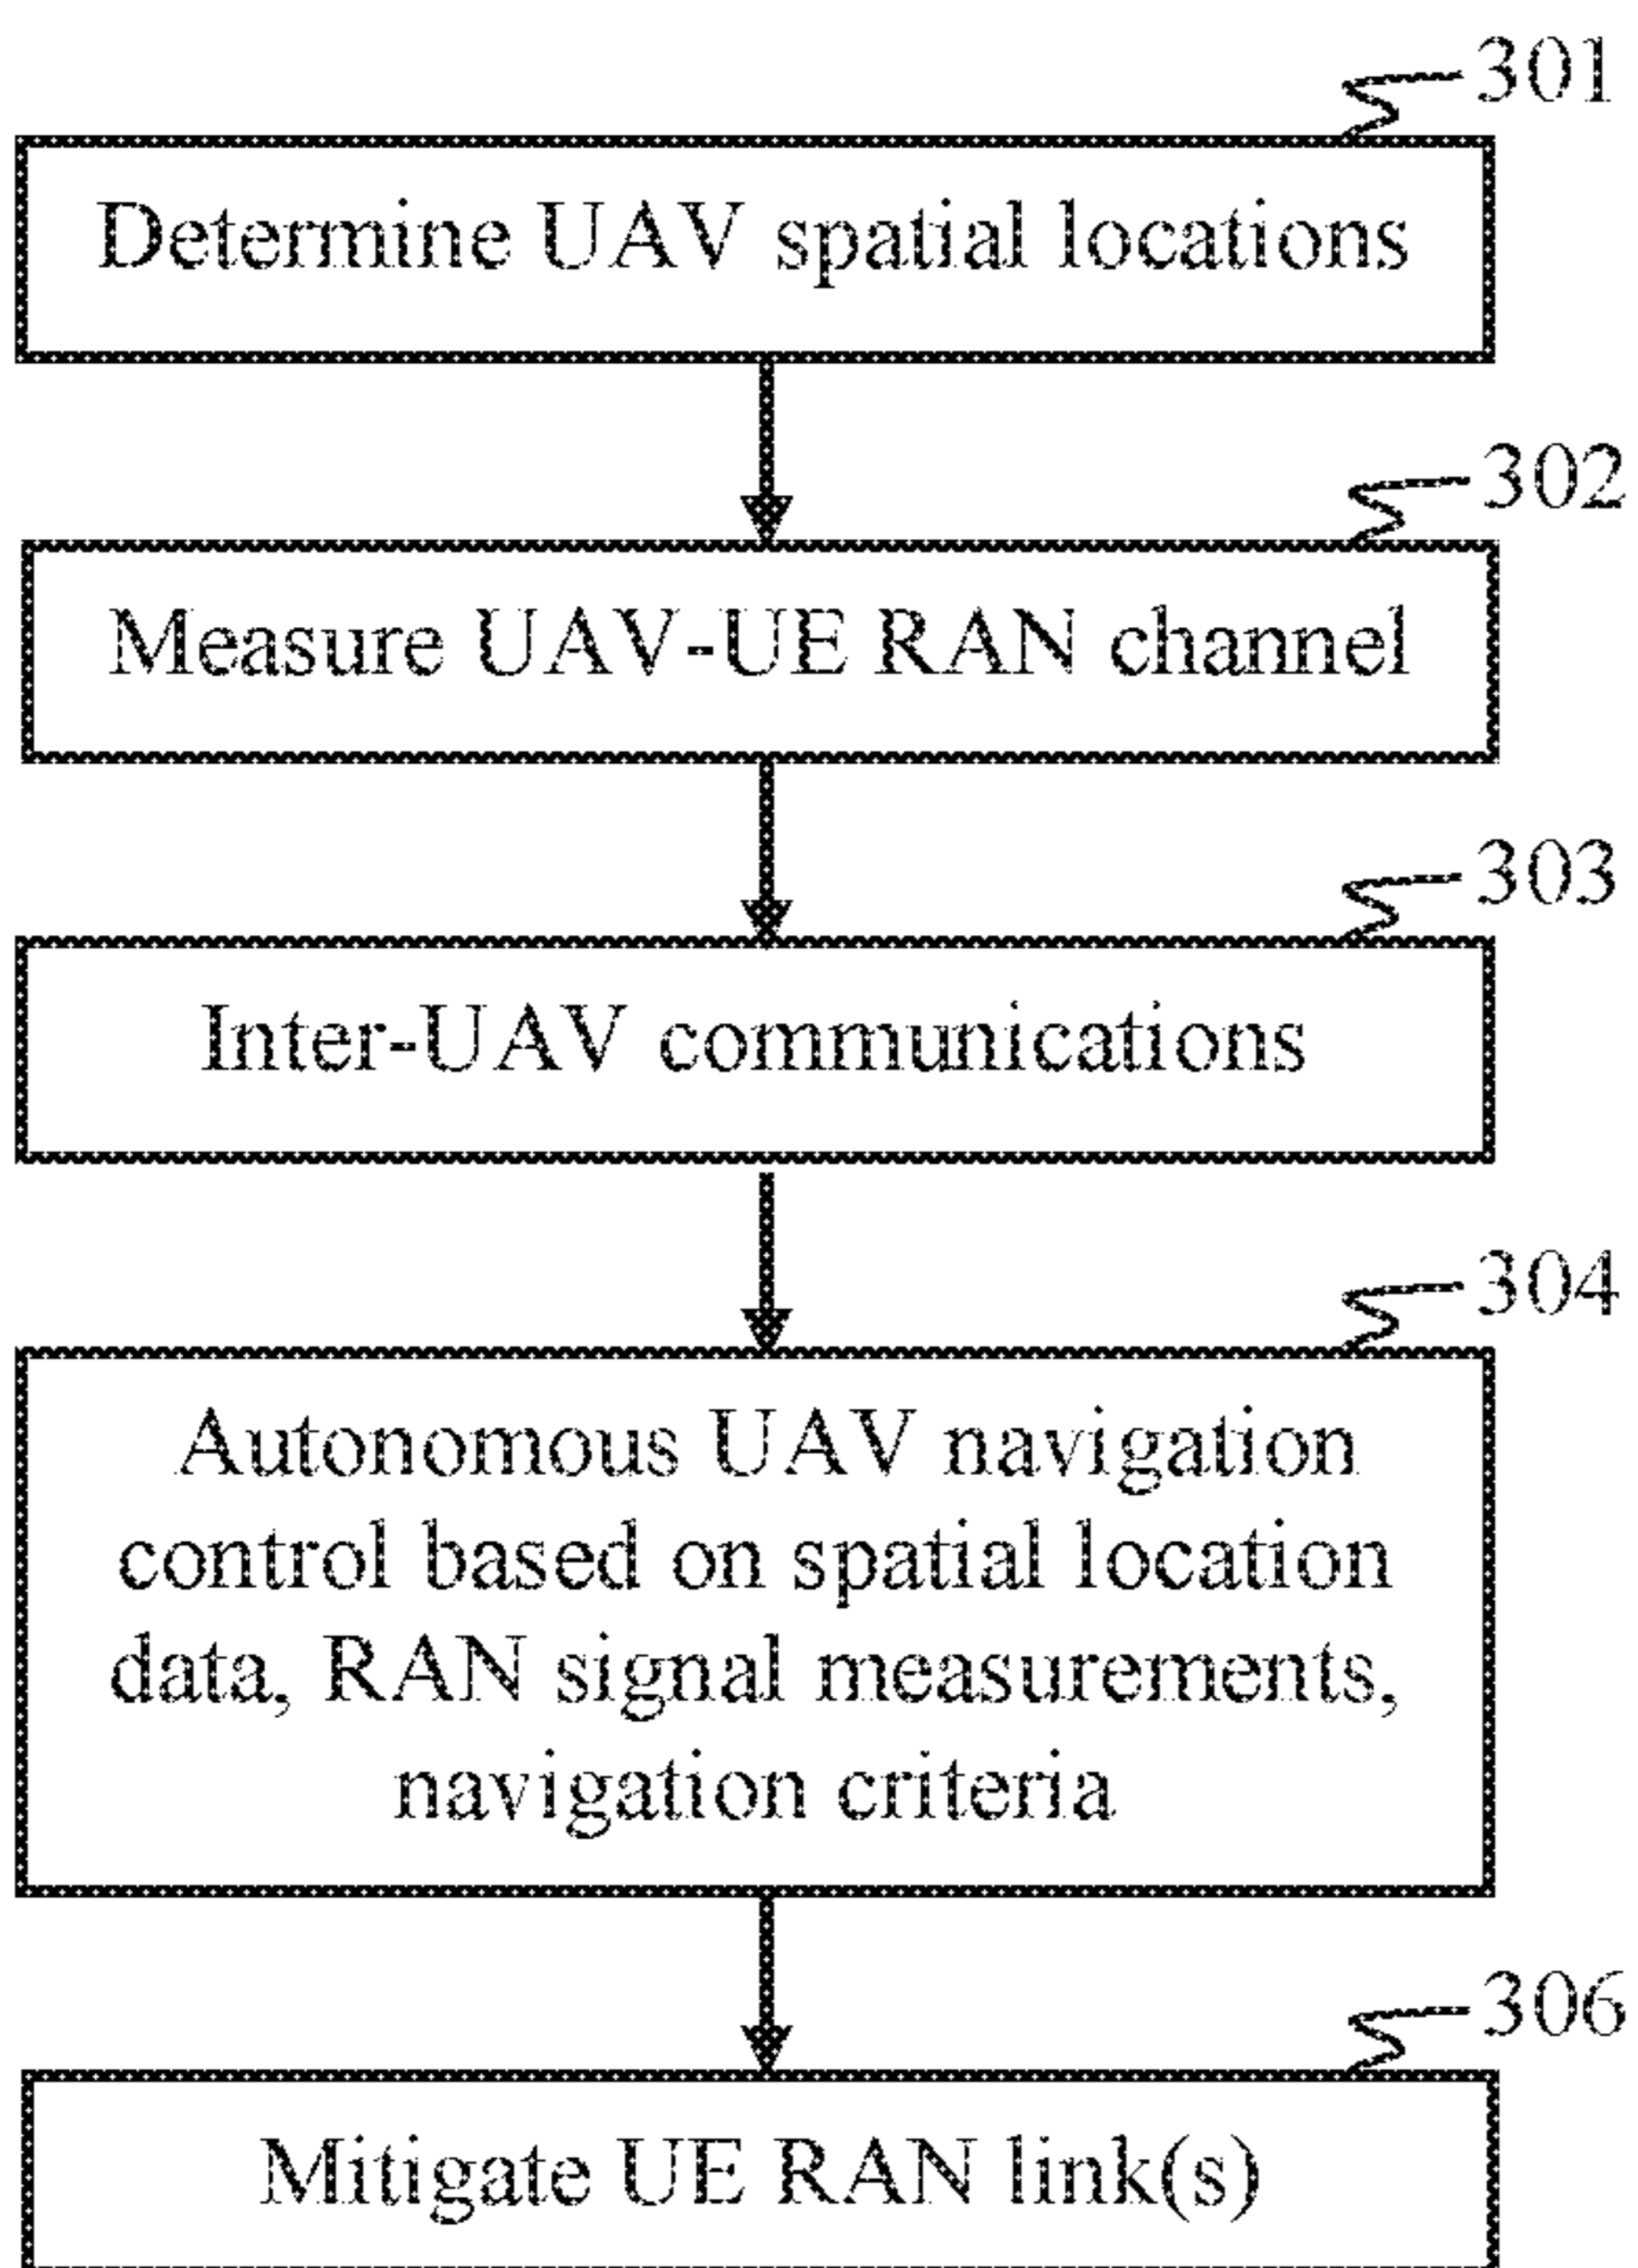 301
Determine UAV spatial locations
302
Measure UAV-UE RAN channel
303
Inter-UAV communications
304
Autonomous UAV navigation
control based on spatial location
data, RAN signal measurements,
navigation criteria
306
Mitigate UE RAN link(s)